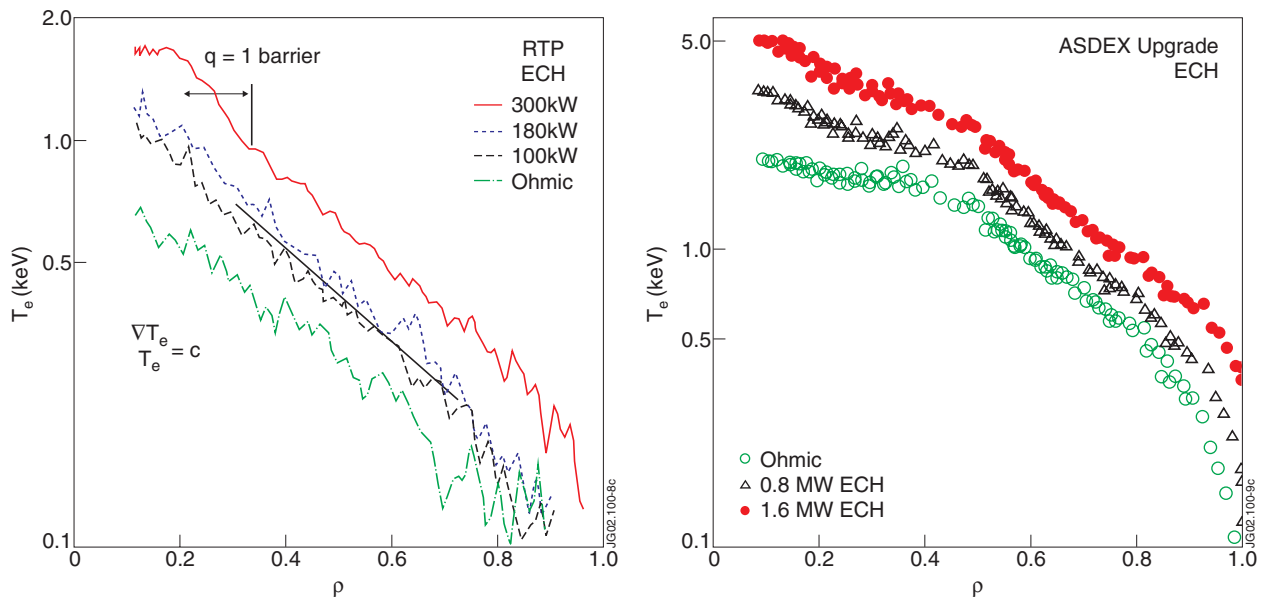 2.0
1.0
0.5
0.1
T_e (keV)
q = 1 barrier
RTP
ECH
300kW
180kW
100kW
Ohmic
∇T_e
T_e = c
0
0.2
0.4
0.6
0.8
1.0
ρ
JG02.100-8c
5.0
1.0
0.5
0.1
T_e (keV)
ASDEX Upgrade
ECH
Ohmic
0.8 MW ECH
1.6 MW ECH
0
0.2
0.4
0.6
0.8
1.0
ρ
JG02.100-9c